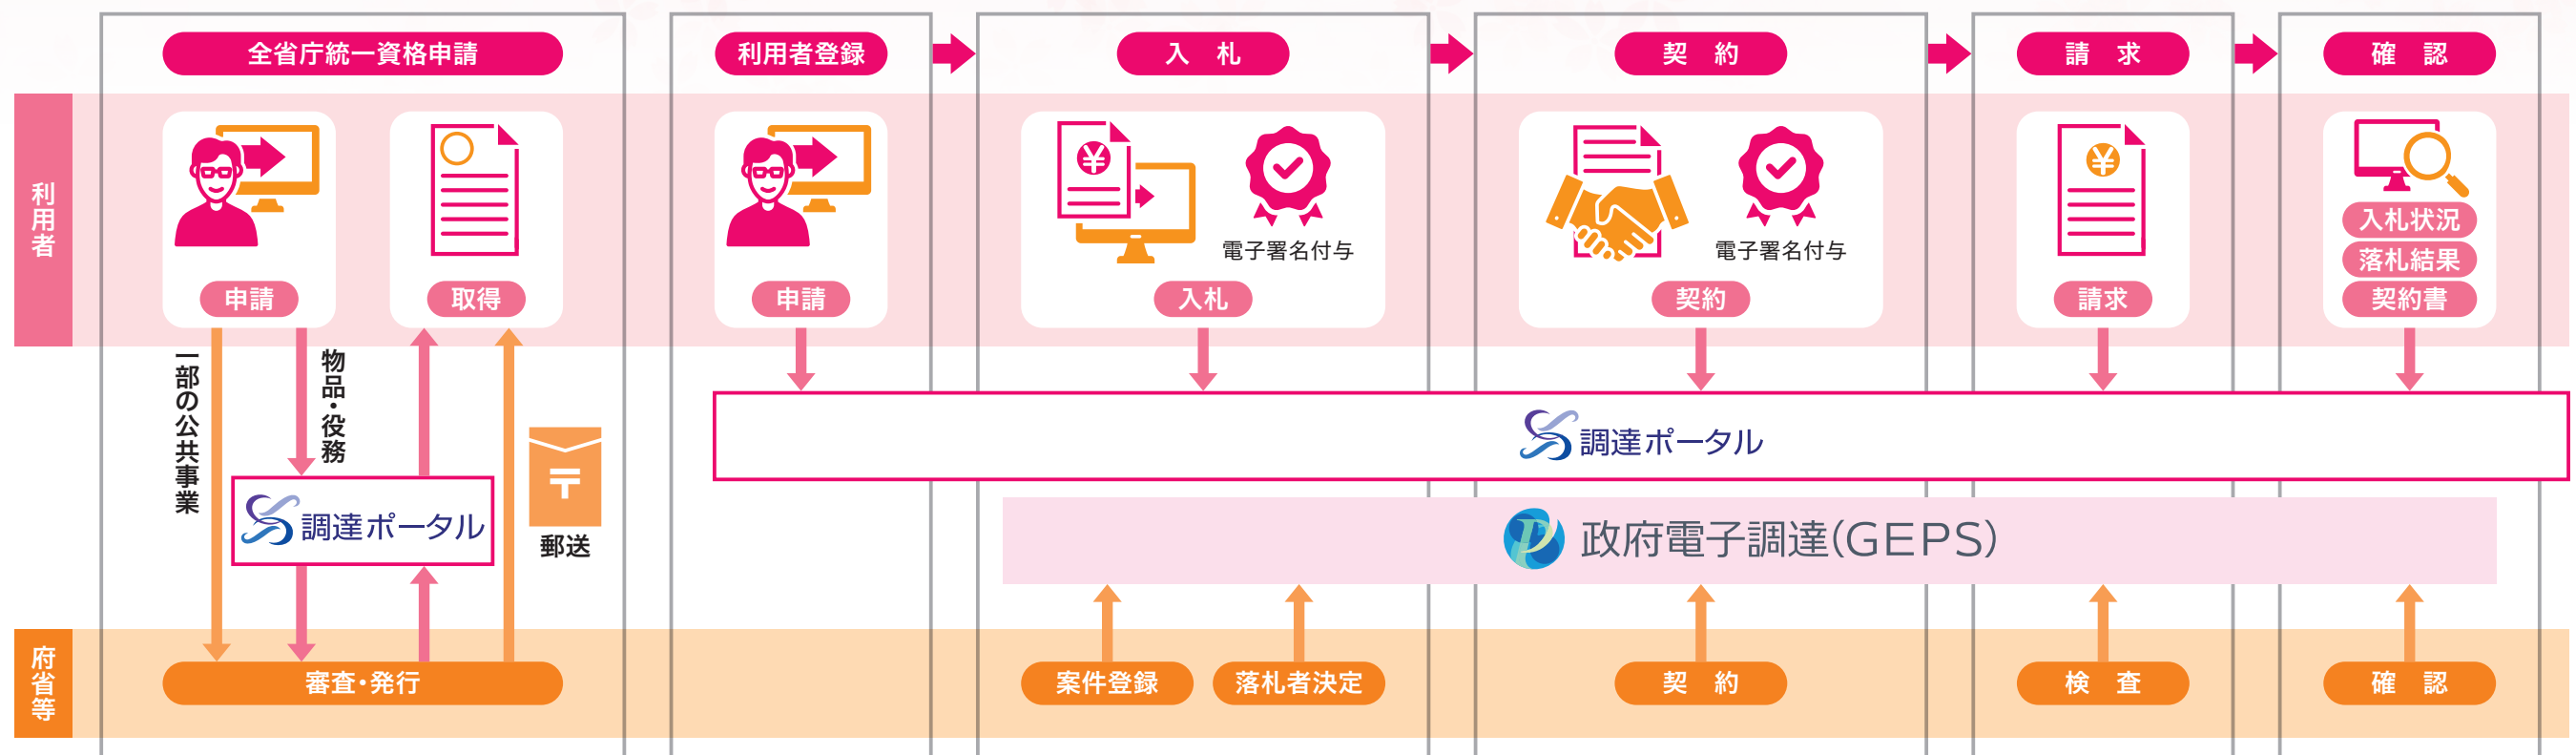 全省庁統一資格申請
利用者登録
入 札
契 約
請 求
確 認
利用者
申請
取得
申請
電子署名付与
入札
電子署名付与
契約
請求
入札状況
落札結果
契約書
一部の公共事業
物品・役務
郵送
調達ポータル
調達ポータル
政府電子調達(GEPS)
府省等
審査・発行
案件登録
落札者決定
契 約
検 査
確 認